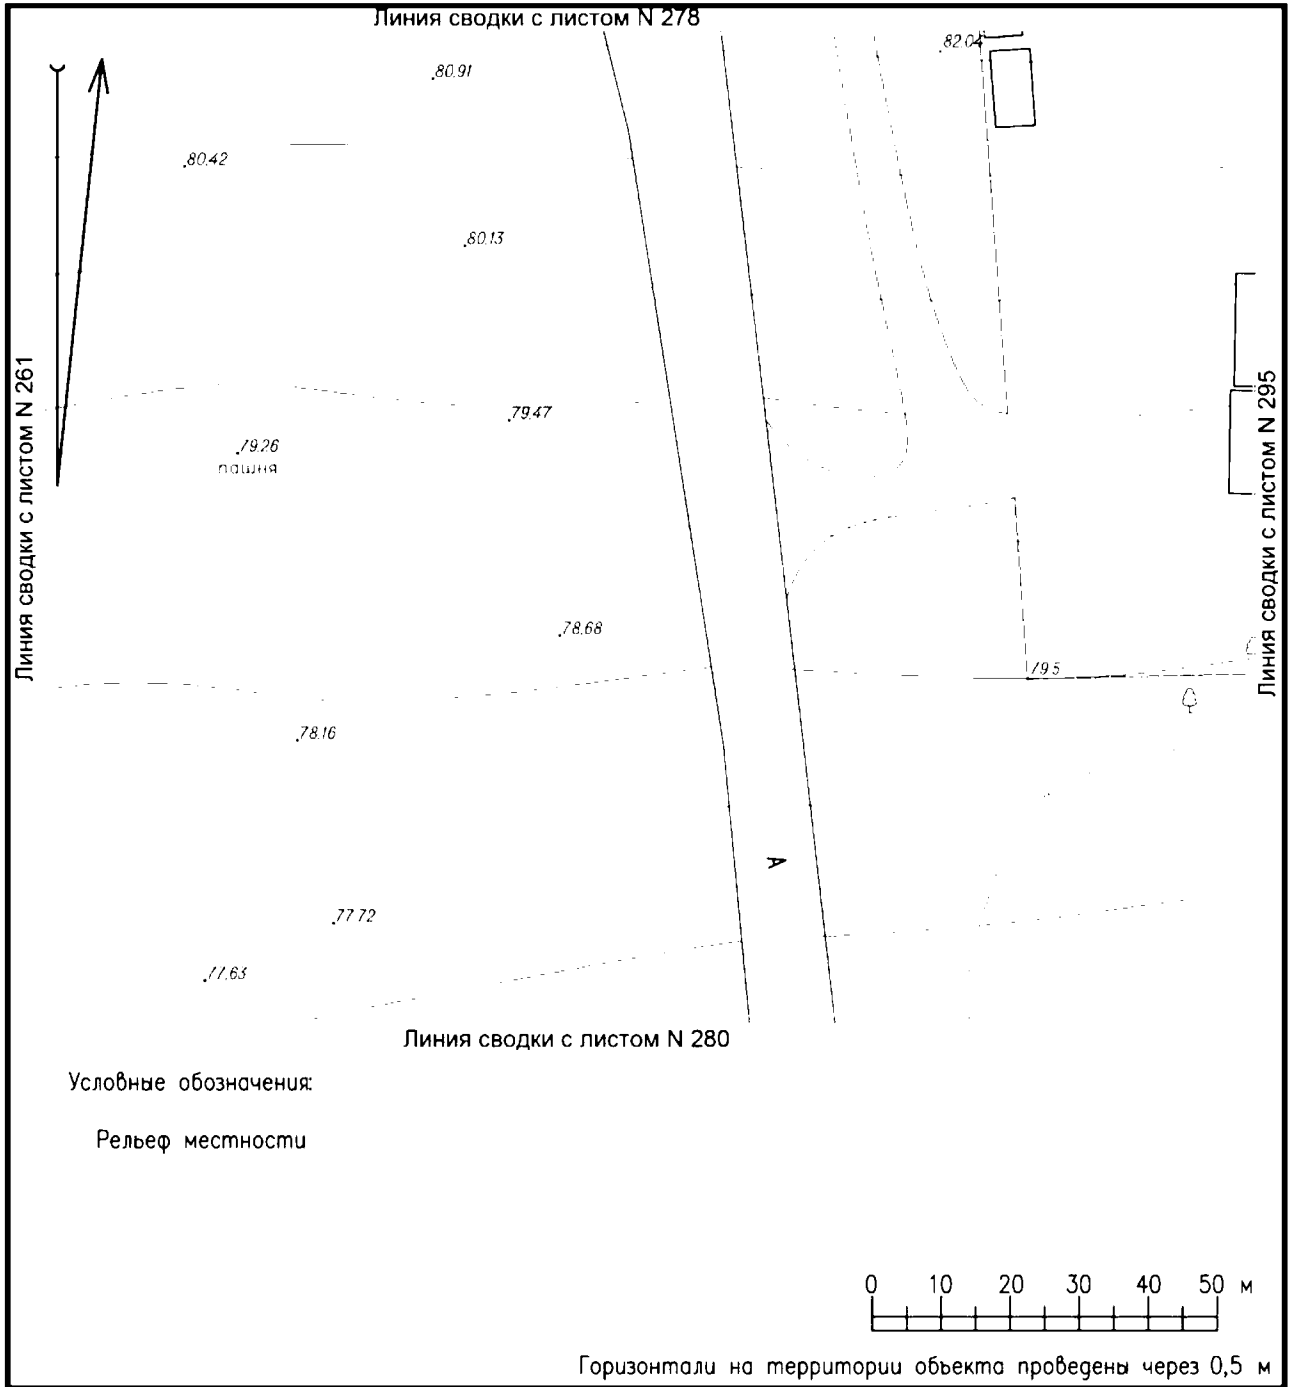 Линия сводки с листом N 278
82.04
80.91
80.42
80.13
Линия сводки с листом N 261
79.47
79.26
пашня
Линия сводки с листом N 295
78.68
79.5
78.16
А
77.72
77.63
Линия сводки с листом N 280
Условные обозначения:
Рельеф местности
0 10 20 30 40 50 м
Горизонтали на территории объекта проведены через 0,5 м